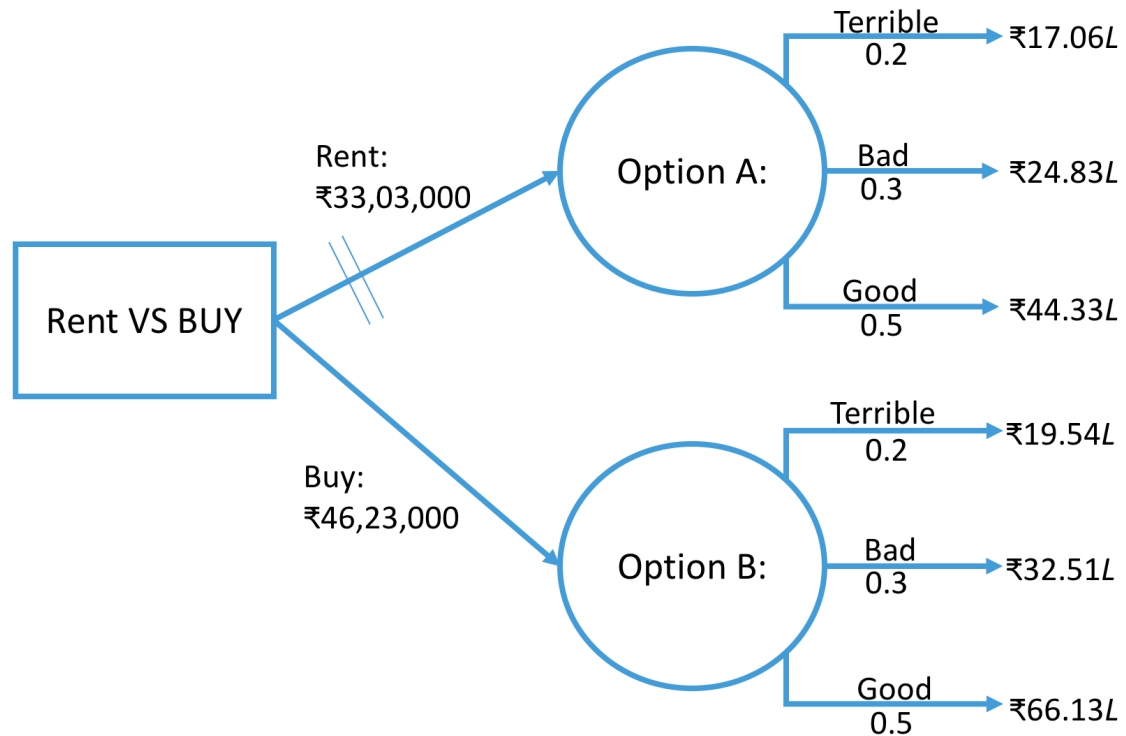 Rent VS BUY
Rent:
₹33,03,000
Buy:
₹46,23,000
Option A:
Terrible
0.2
₹17.06L
Bad
0.3
₹24.83L
Good
0.5
₹44.33L
Option B:
Terrible
0.2
₹19.54L
Bad
0.3
₹32.51L
Good
0.5
₹66.13L